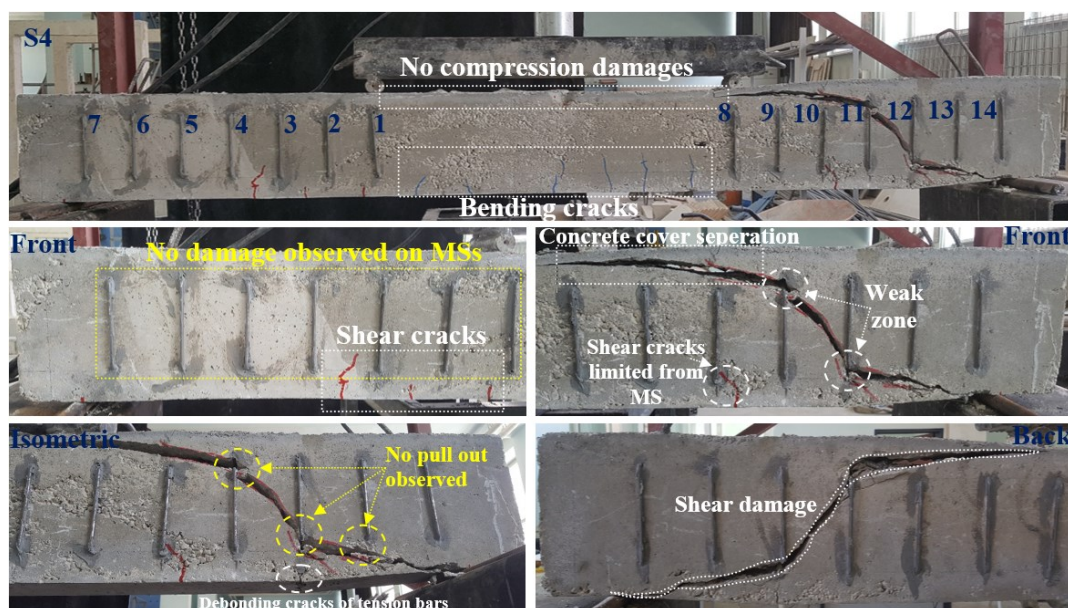 S4
No compression damages
7
6
5
4
3
2
1
8
9
10
11
12
13
14
Bending cracks
Front
No damage observed on MSs
Shear cracks
Concrete cover seperation
Front
Weak
zone
Shear cracks
limited from
MS
Isometric
No pull out
observed
Debonding cracks of tension bars
Back
Shear damage